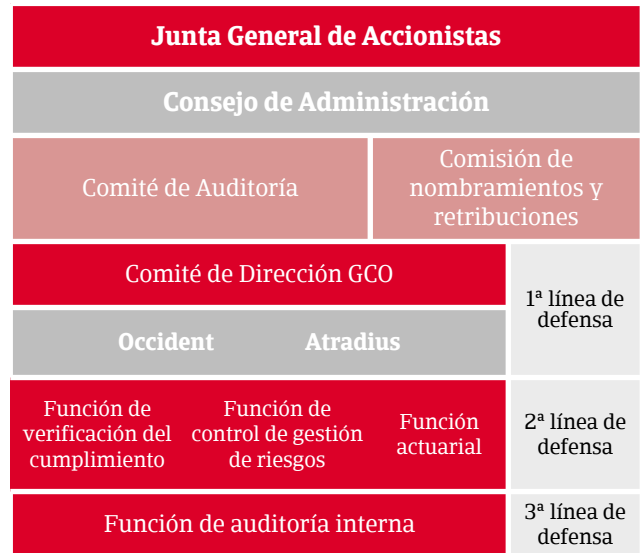 Junta General de Accionistas
Consejo de Administración
Comité de Auditoría
Comisión de
nombramientos y
retribuciones
Comité de Dirección GCO
Occident
Atradius
1ª línea de
defensa
Función de
verificación del
cumplimiento
Función de
control de gestión
de riesgos
Función
actuarial
2ª línea de
defensa
Función de auditoría interna
3ª línea de
defensa